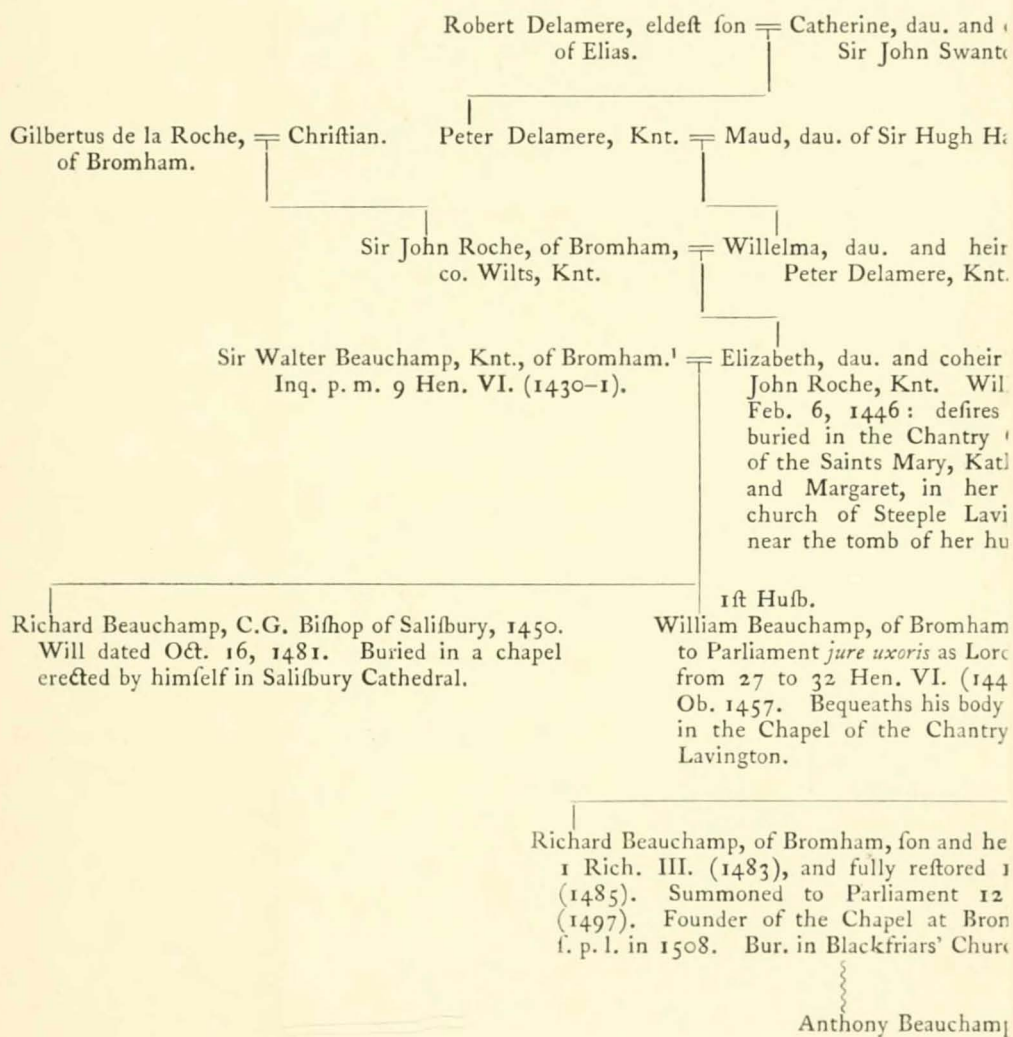 Robert Delamere, eldeſt ſon = Catherine, dau. and
of Elias. Sir John
Gilbertus de la Roche, = Chriſtian. Peter Delamere, Knt. = Maud, dau. of Sir Hugh
of Bromham.
Sir John Roche, of Bromham, = Willelma, dau. and heir
co. Wilts, Knt. Peter Delamere, Knt.
Sir Walter Beauchamp, Knt., of Bromham.¹ = Elizabeth, dau. and coheir
Inq. p. m. 9 Hen. VI. (1430-1). John Roche, Knt.
Feb. 6, 1446 : deſires
buried in the Chantry
of the Saints Mary,
and Margaret, in her
church of Steeple
near the tomb of her
1ſt Huſb.
Richard Beauchamp, C.G. Biſhop of Saliſbury, 1450.
Will dated Oct. 16, 1481. Buried in a chapel
erected by himſelf in Saliſbury Cathedral.
William Beauchamp, of Bromham
to Parliament jure uxoris as
from 27 to 32 Hen. VI.
Ob. 1457. Bequeaths his body
in the Chapel of the Chantry
Lavington.
Richard Beauchamp, of Bromham, ſon and
1 Rich. III. (1483), and fully reſtored
(1485). Summoned to Parliament 12
(1497). Founder of the Chapel at
ſ. p. l. in 1508. Bur. in Blackfriars'
Anthony